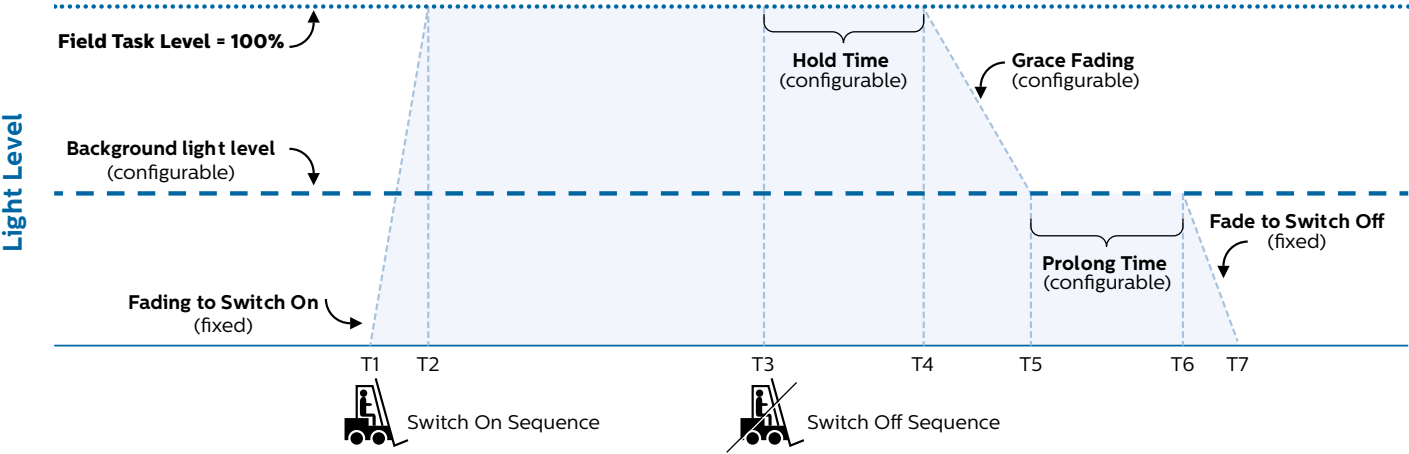 Field Task Level = 100%
Hold Time
(configurable)
Grace Fading
(configurable)
Light Level
Background light level
(configurable)
Fade to Switch Off
(fixed)
Prolong Time
(configurable)
Fading to Switch On
(fixed)
T1 T2 T3 T4 T5 T6 T7
Switch On Sequence
Switch Off Sequence